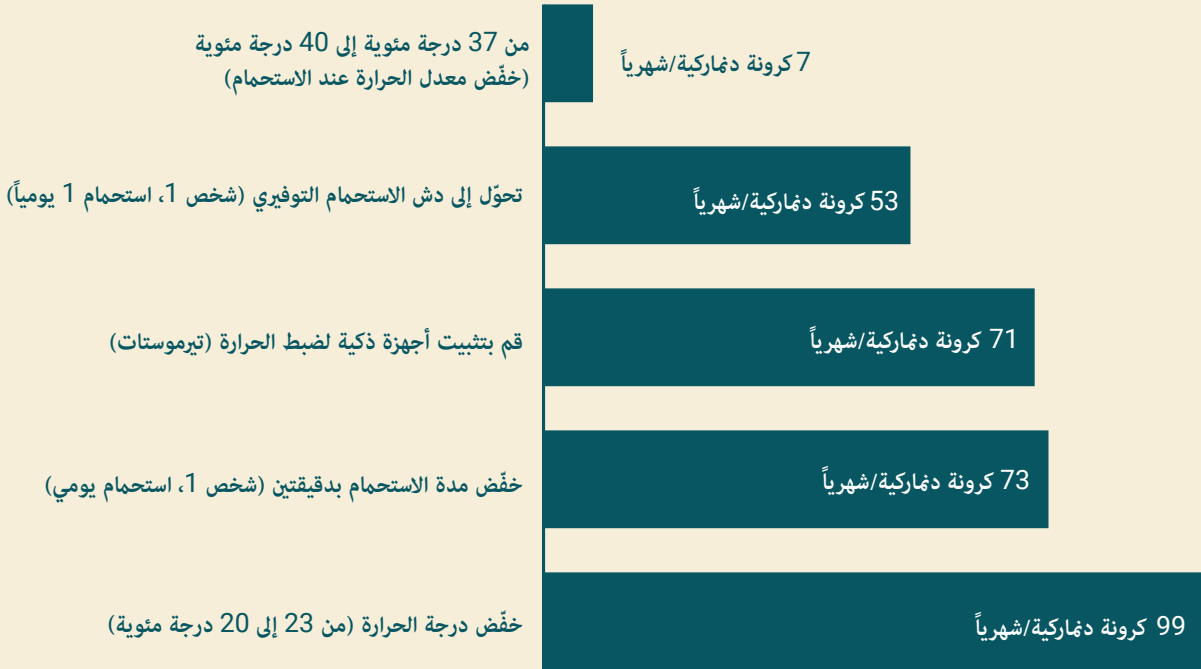 من 37 درجة مئوية إلى 40 درجة مئوية
(خفّض معدل الحرارة عند الاستحمام)
7 كرونة دنماركية/شهرياً
تحوّل إلى دش الاستحمام التوفيري (شخص 1، استحمام 1 يومياً)
53 كرونة دنماركية/شهرياً
قم بتثبيت أجهزة ذكية لضبط الحرارة (تيرموستات)
71 كرونة دنماركية/شهرياً
خفّض مدة الاستحمام بدقيقتين (شخص 1، استحمام يومي)
73 كرونة دنماركية/شهرياً
خفّض درجة الحرارة (من 23 إلى 20 درجة مئوية)
99 كرونة دنماركية/شهرياً